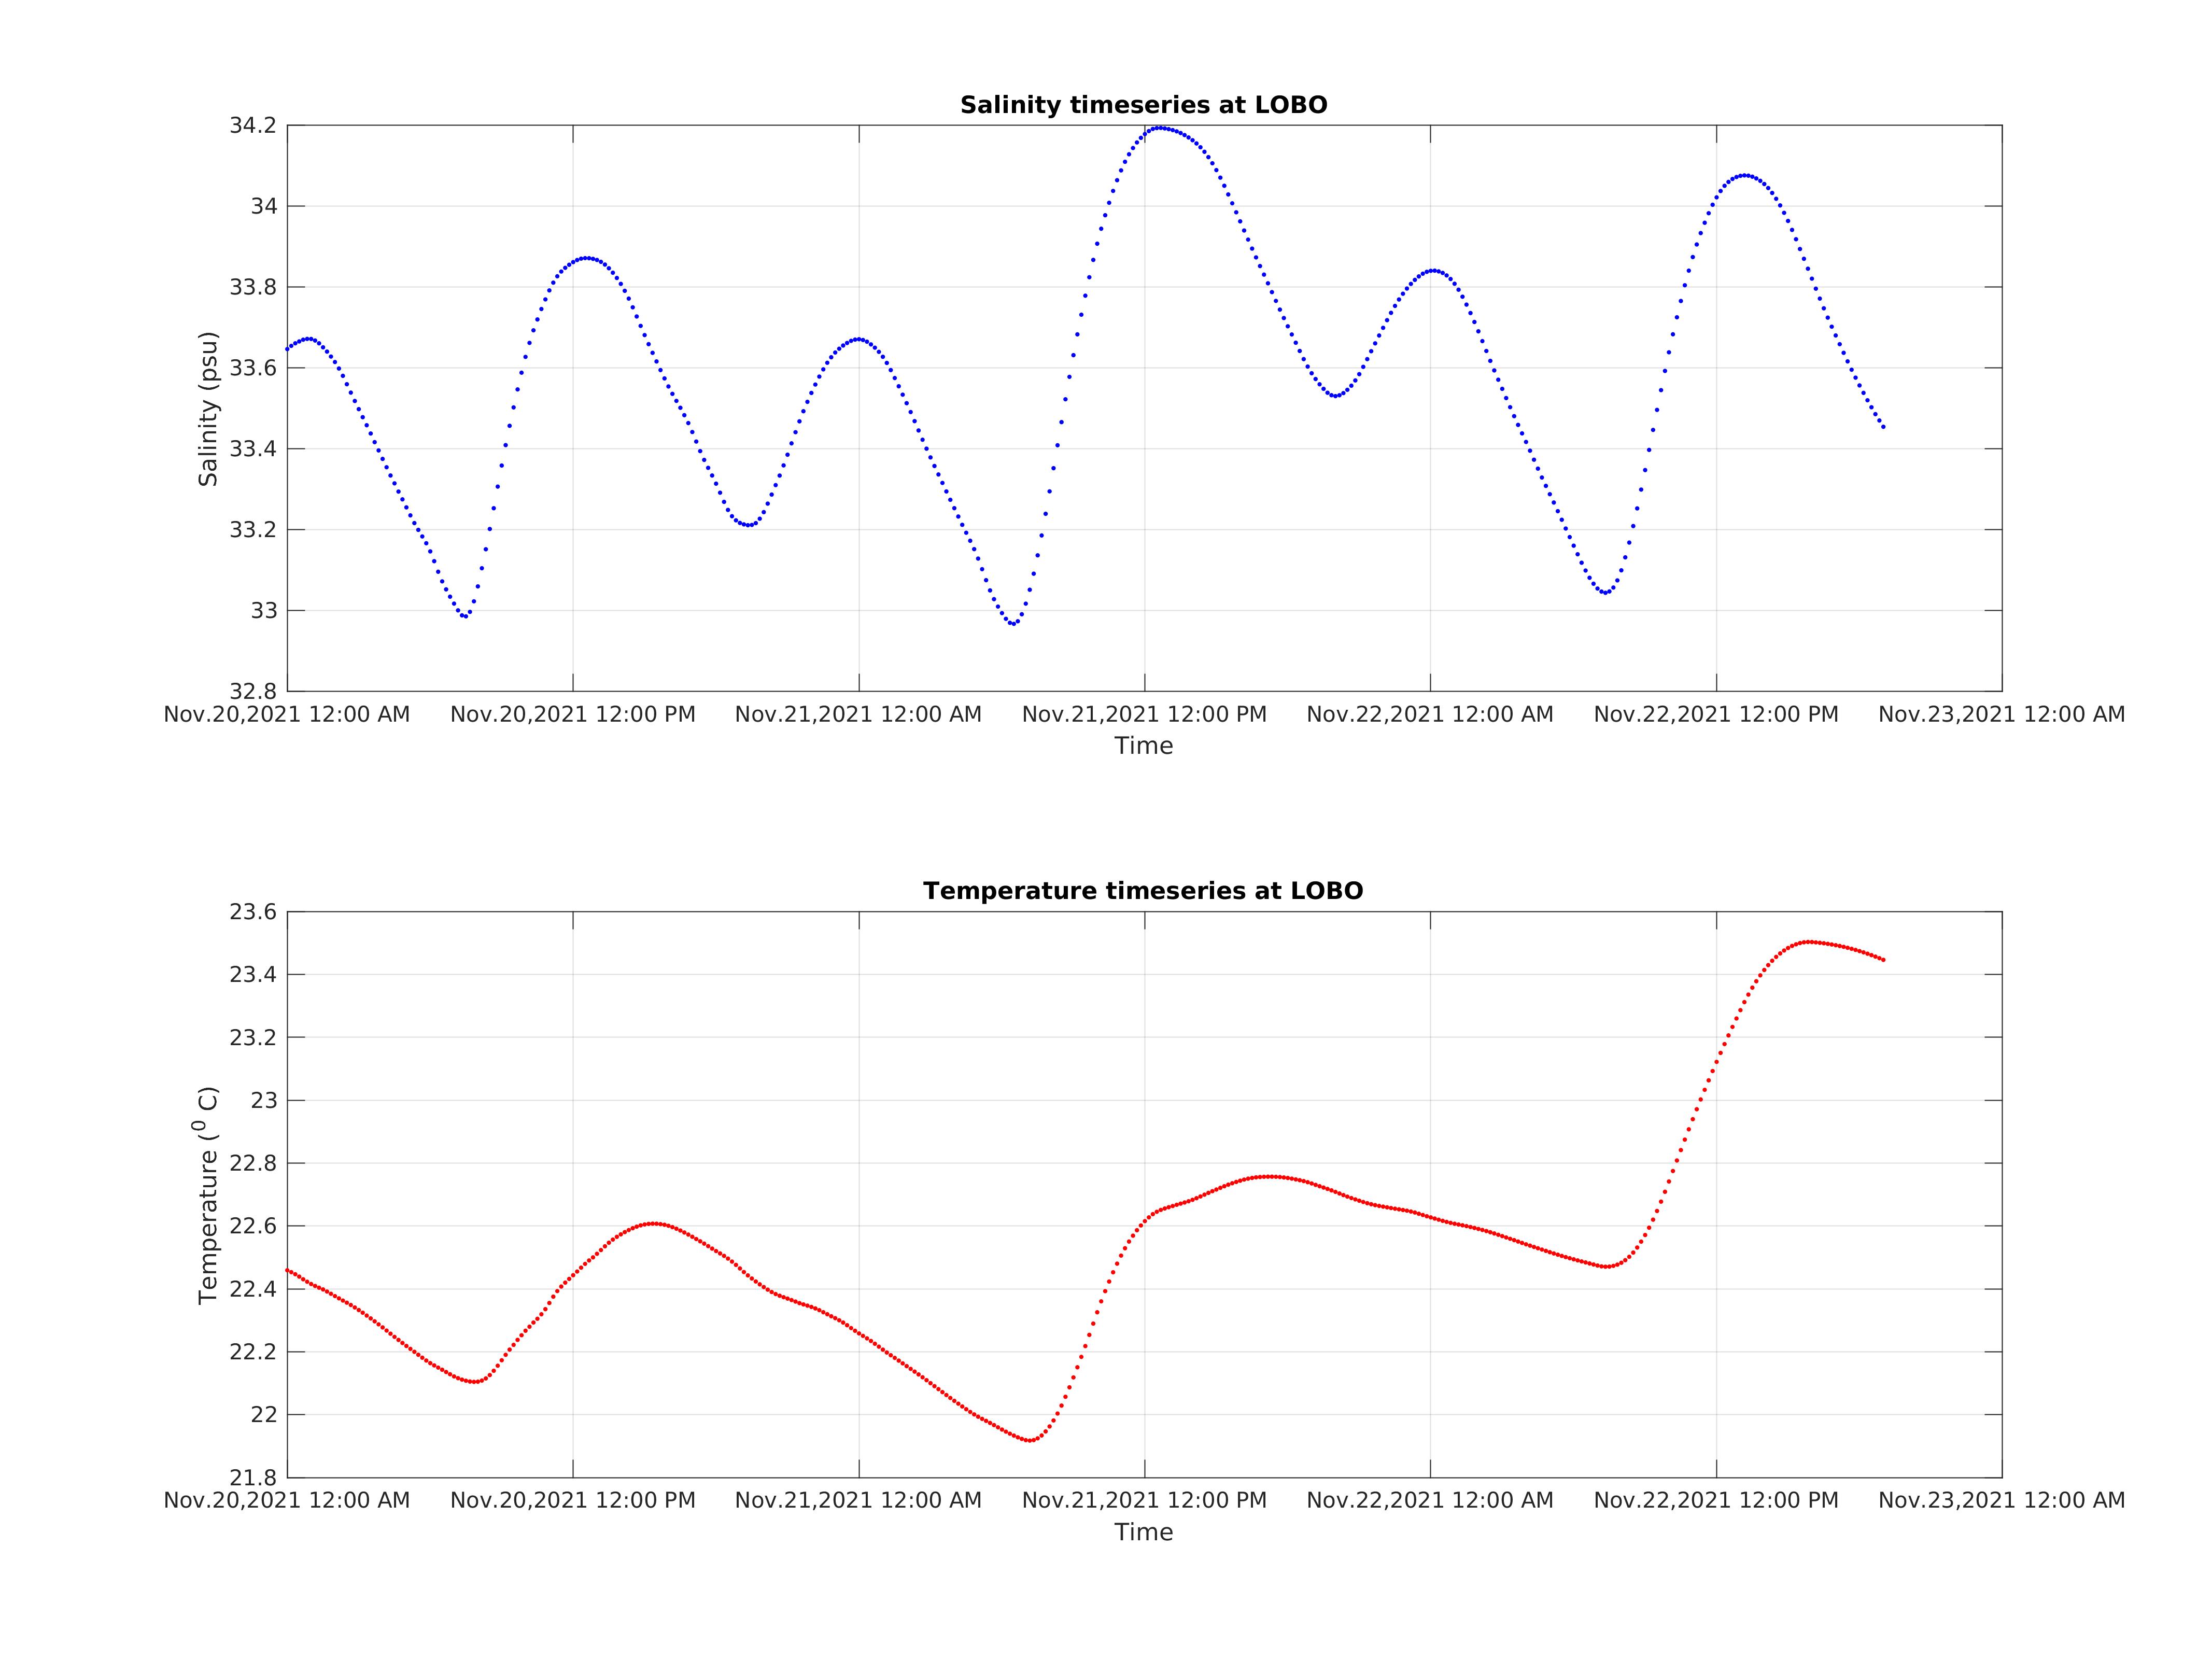 Salinity timeseries at LOBO
34.2
34
33.8
33.6
33.4
33.2
33
32.8
Salinity (psu)
Nov.20,2021 12:00 AM Nov.20,2021 12:00 PM Nov.21,2021 12:00 AM Nov.21,2021 12:00 PM Nov.22,2021 12:00 AM Nov.22,2021 12:00 PM Nov.23,2021 12:00 AM
Time
Temperature timeseries at LOBO
23.6
23.4
23.2
23
22.8
22.6
22.4
22.2
22
21.8
Temperature (⁰ C)
Nov.20,2021 12:00 AM Nov.20,2021 12:00 PM Nov.21,2021 12:00 AM Nov.21,2021 12:00 PM Nov.22,2021 12:00 AM Nov.22,2021 12:00 PM Nov.23,2021 12:00 AM
Time